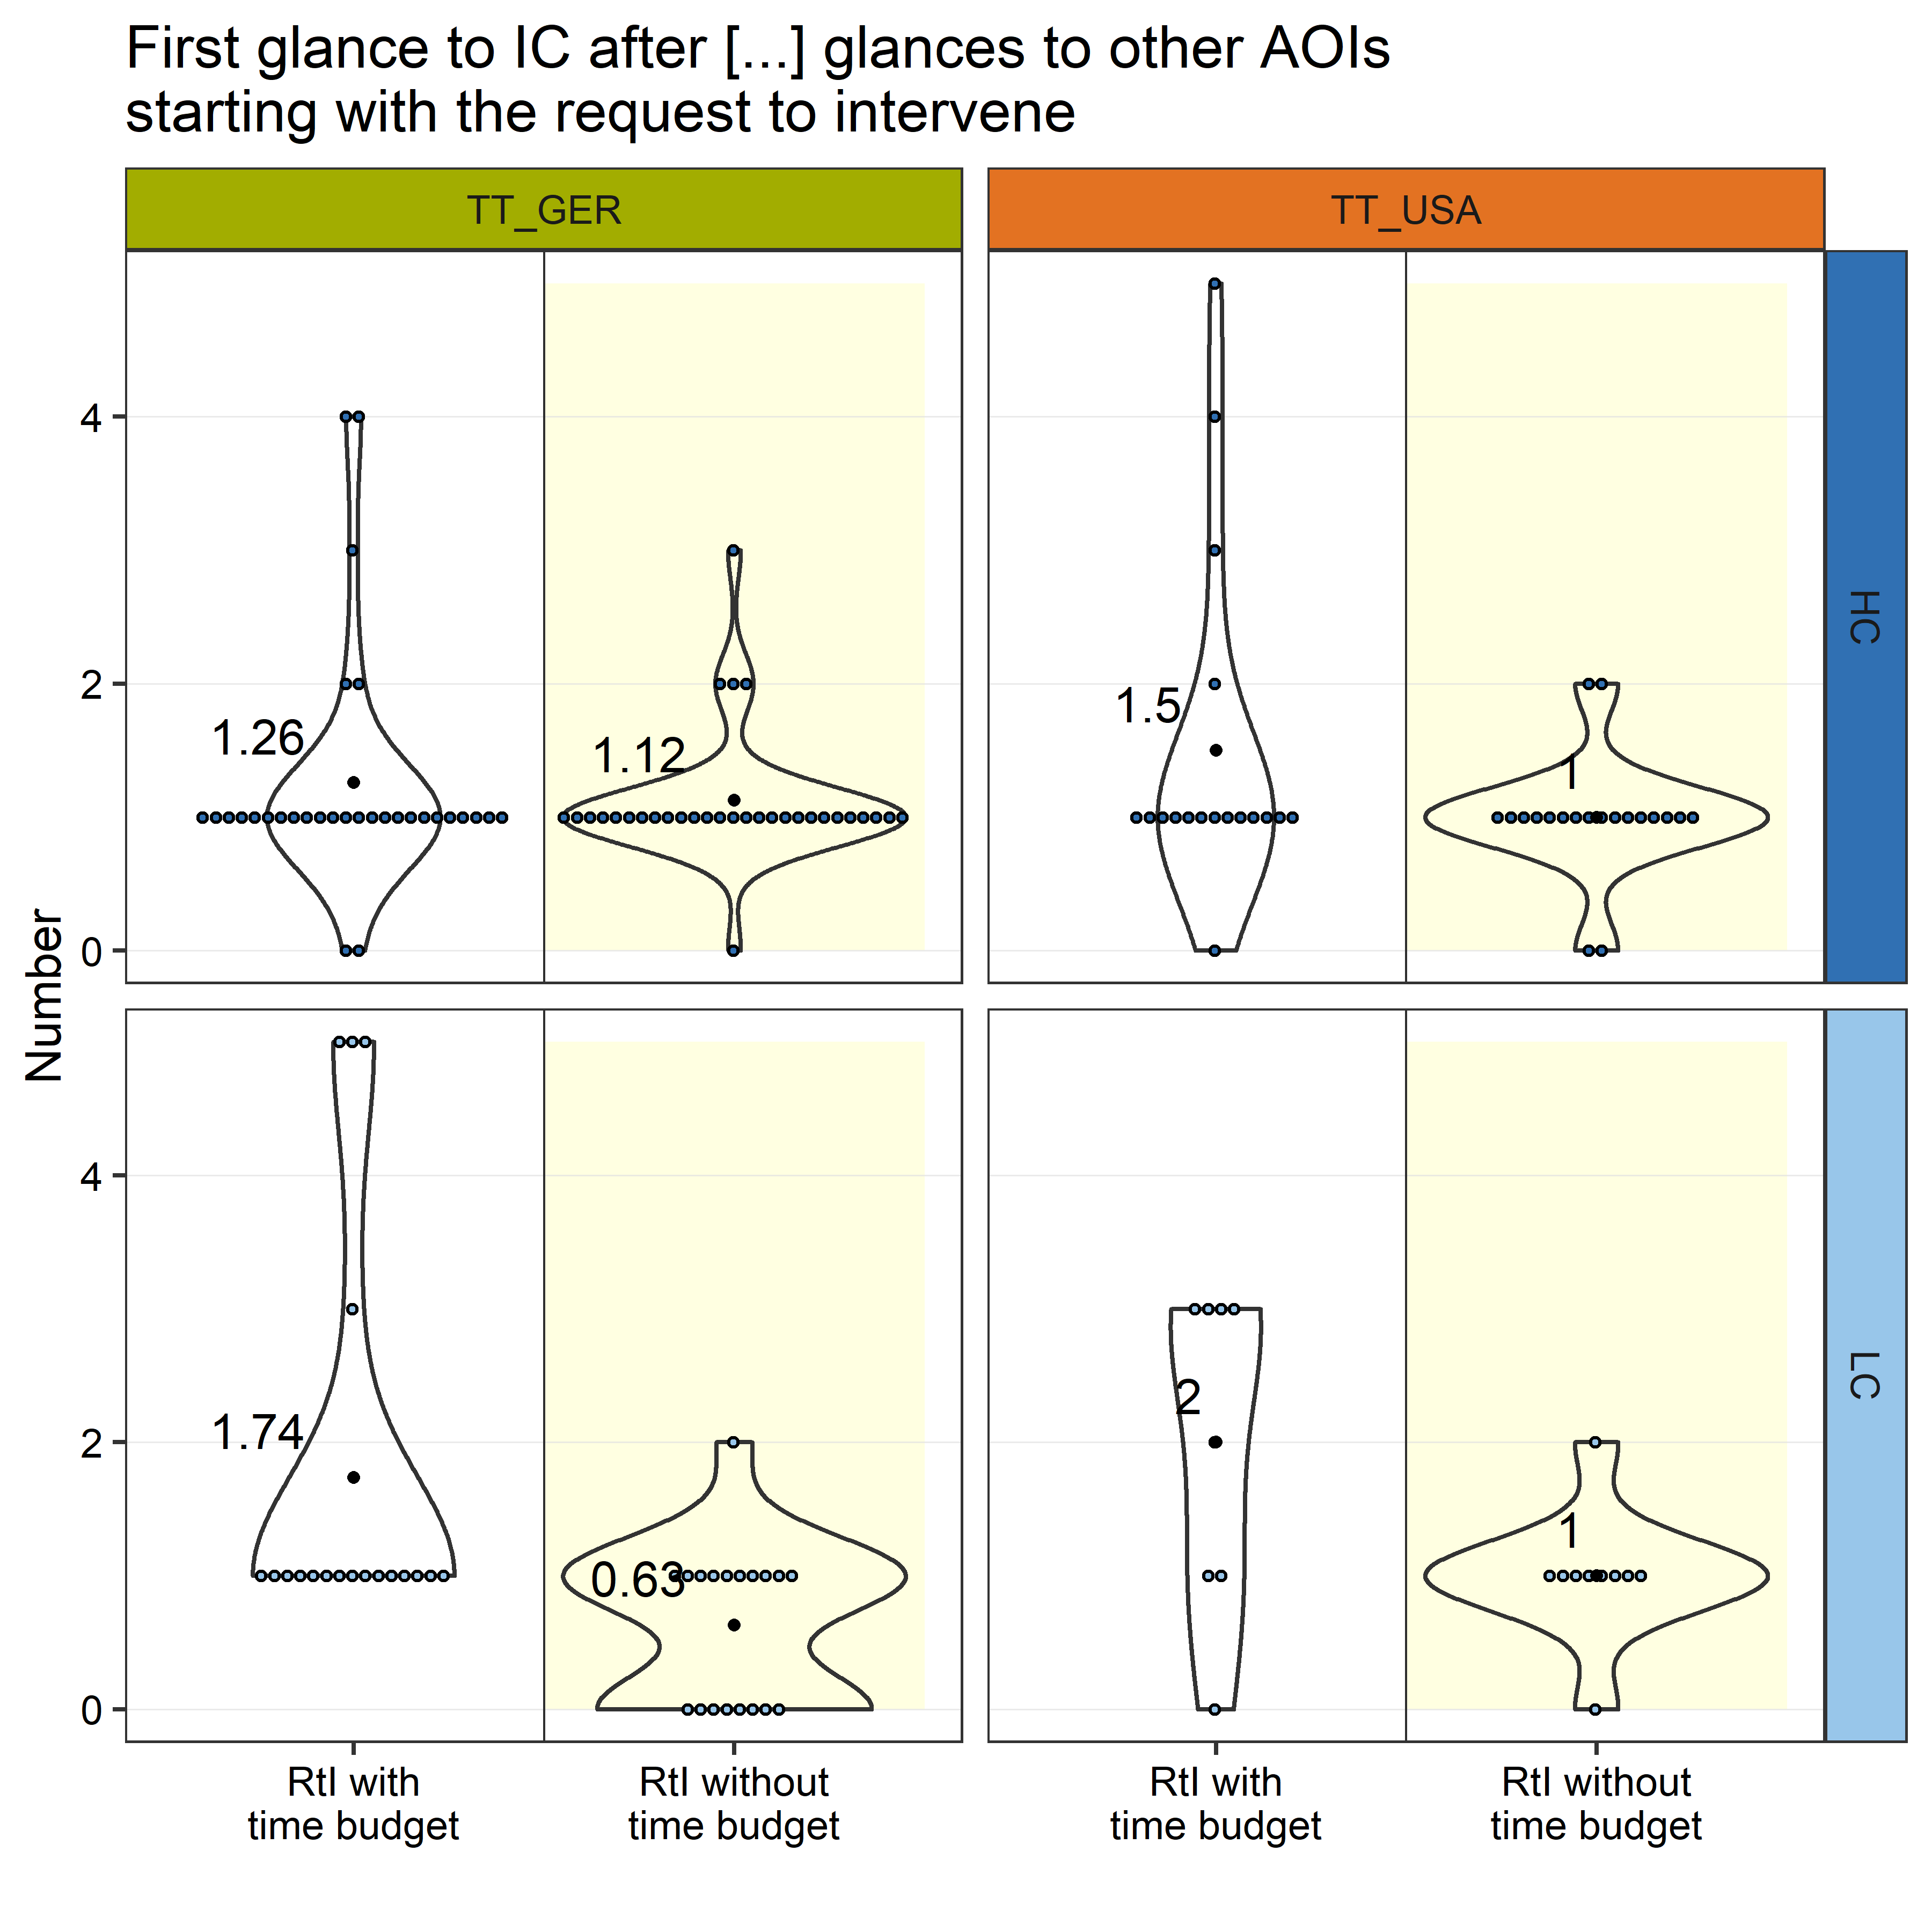 First glance to IC after [...] glances to other AOIs
starting with the request to intervene
TT_GER
TT_USA
HC
LC
Number
4
2
0
1.26
1.12
1.5
1
4
2
0
1.74
0.63
2
1
RtI with
time budget
RtI without
time budget
RtI with
time budget
RtI without
time budget